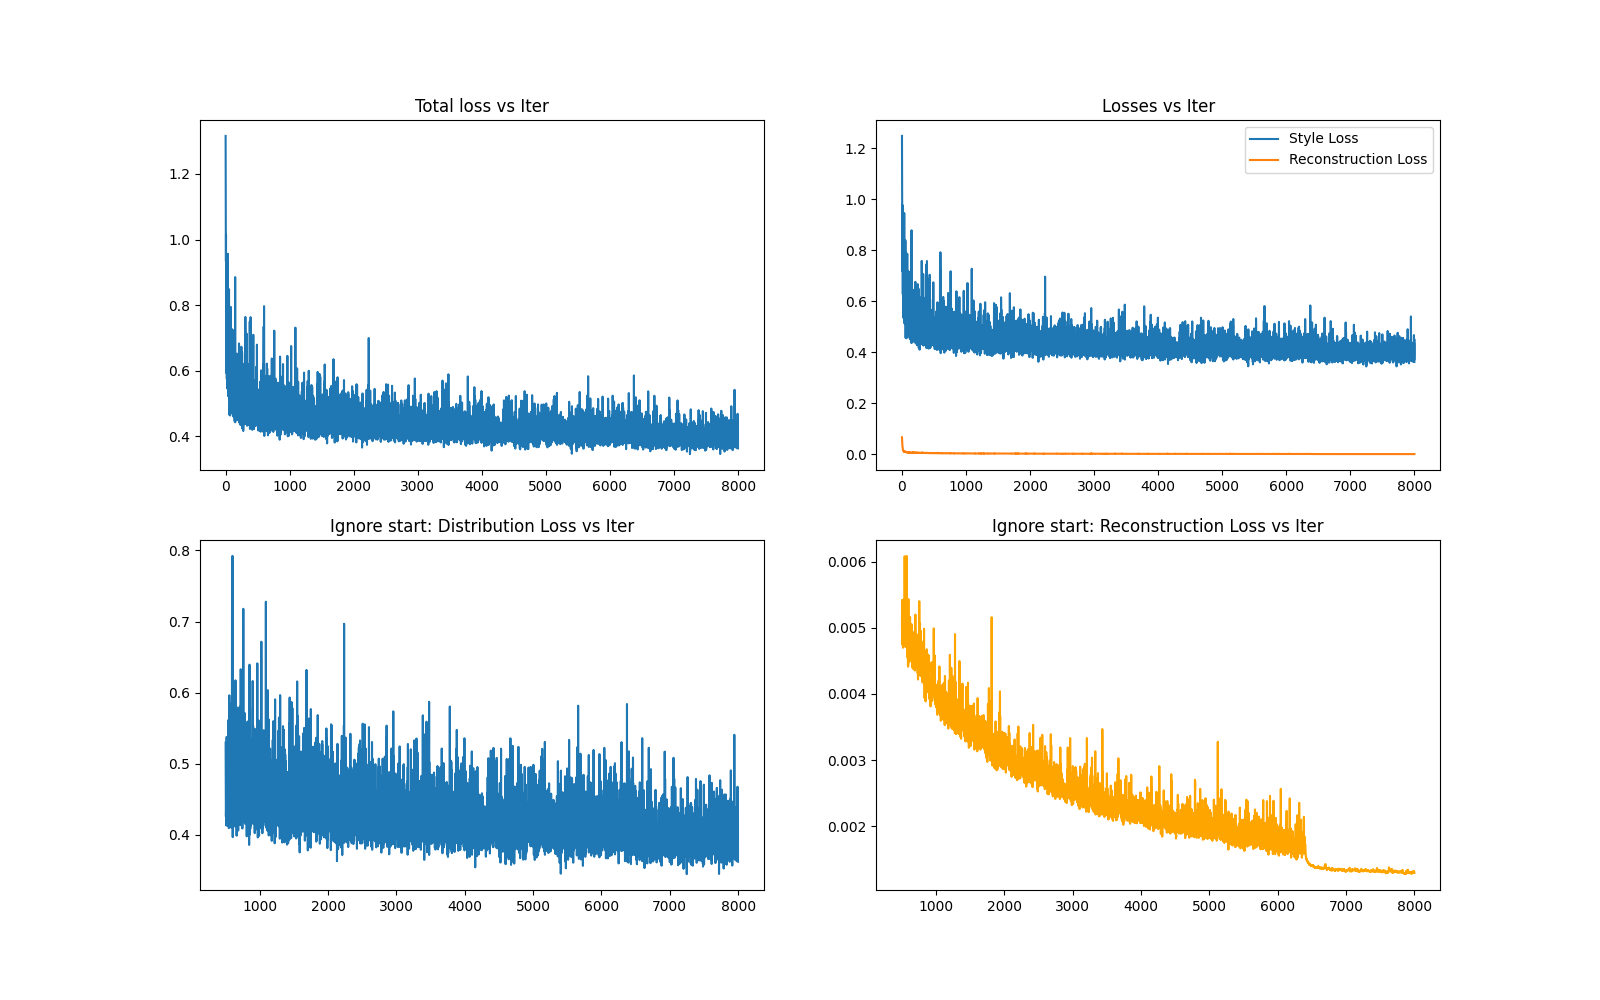 Total loss vs Iter
1.2
1.0
0.8
0.6
0.4
0 1000 2000 3000 4000 5000 6000 7000 8000
Losses vs Iter
Style Loss
Reconstruction Loss
1.2
1.0
0.8
0.6
0.4
0.2
0.0
0 1000 2000 3000 4000 5000 6000 7000 8000
Ignore start: Distribution Loss vs Iter
0.8
0.7
0.6
0.5
0.4
1000 2000 3000 4000 5000 6000 7000 8000
Ignore start: Reconstruction Loss vs Iter
0.006
0.005
0.004
0.003
0.002
1000 2000 3000 4000 5000 6000 7000 8000